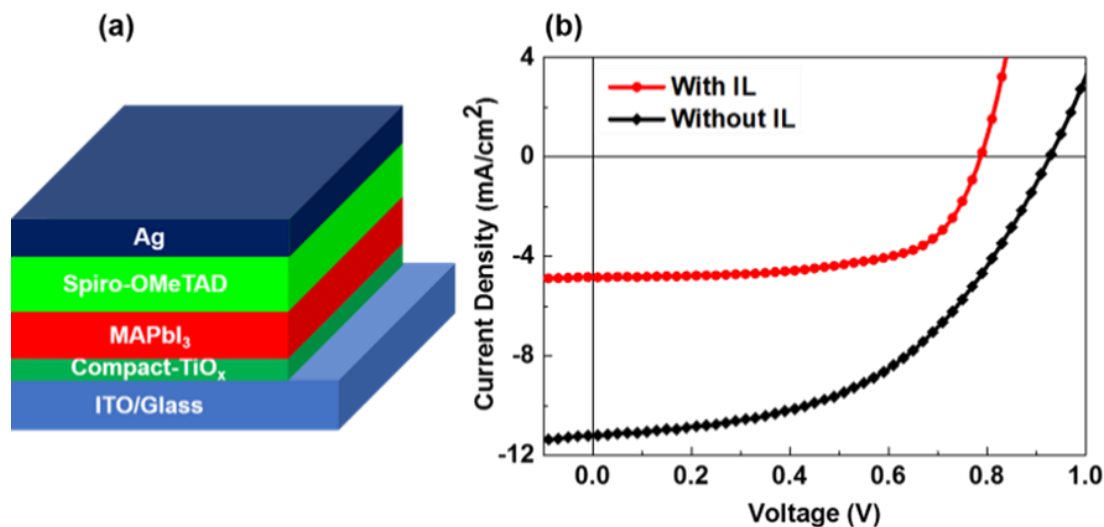 (a)
Ag
Spiro-OMeTAD
MAPbI₃
Compact-TiOₓ
ITO/Glass
(b)
With IL
Without IL
4
0
-4
-8
-12
Current Density (mA/cm²)
0.0 0.2 0.4 0.6 0.8 1.0
Voltage (V)